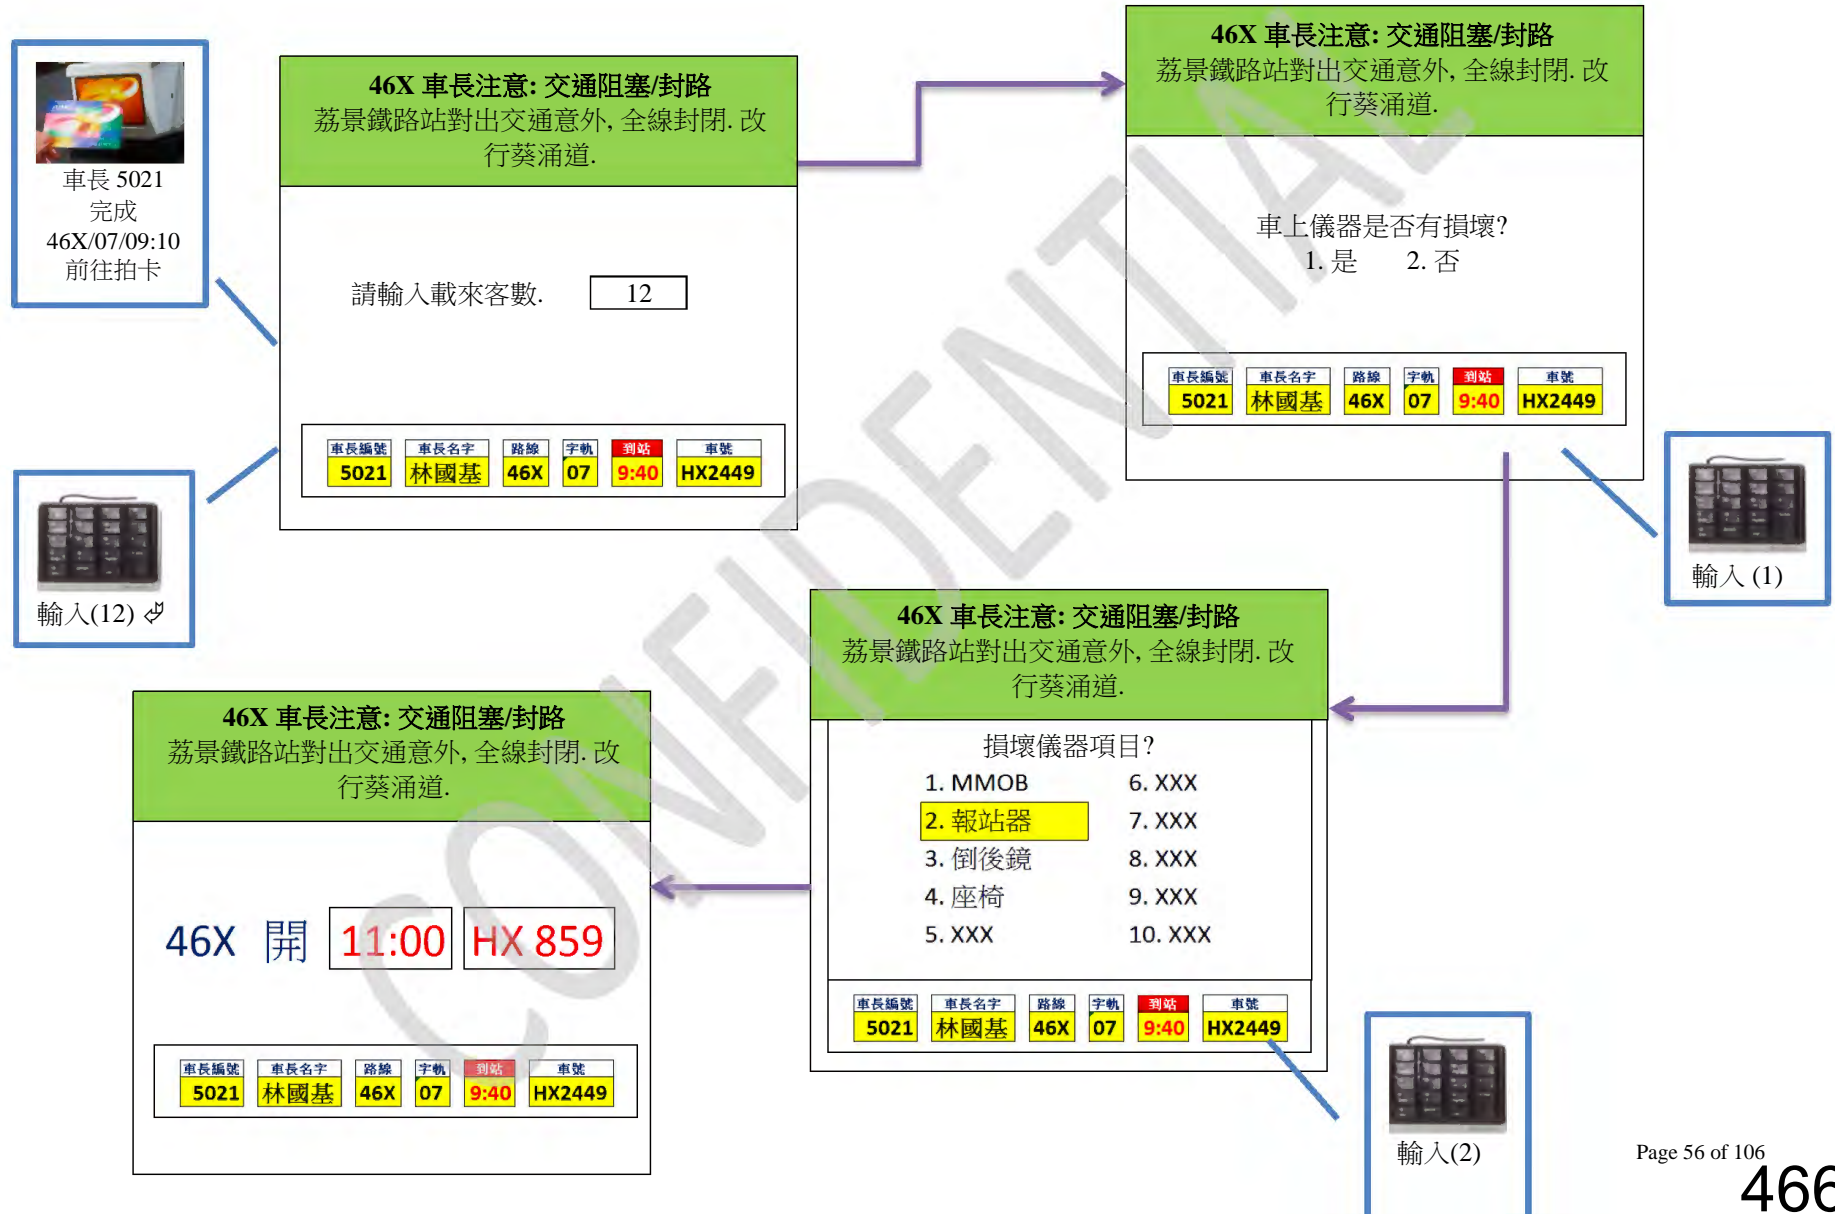 車長 5021
完成
46X/07/09:10
前往拍卡
46X 車長注意: 交通阻塞/封路
荔景鐵路站對出交通意外, 全線封閉. 改
行葵涌道.
請輸入載來客數. 12
車長編號 車長名字 路線 字軌 到站 車號
5021 林國基 46X 07 9:40 HX2449
輸入(12)
46X 車長注意: 交通阻塞/封路
荔景鐵路站對出交通意外, 全線封閉. 改
行葵涌道.
車上儀器是否有損壞?
1. 是 2. 否
車長編號 車長名字 路線 字軌 到站 車號
5021 林國基 46X 07 9:40 HX2449
輸入 (1)
46X 車長注意: 交通阻塞/封路
荔景鐵路站對出交通意外, 全線封閉. 改
行葵涌道.
損壞儀器項目?
1. MMOB 6. XXX
2. 報站器 7. XXX
3. 倒後鏡 8. XXX
4. 座椅 9. XXX
5. XXX 10. XXX
車長編號 車長名字 路線 字軌 到站 車號
5021 林國基 46X 07 9:40 HX2449
輸入(2)
46X 車長注意: 交通阻塞/封路
荔景鐵路站對出交通意外, 全線封閉. 改
行葵涌道.
46X 開 11:00 HX 859
車長編號 車長名字 路線 字軌 到站 車號
5021 林國基 46X 07 9:40 HX2449
CONFIDENTIAL
Page 56 of 106
466